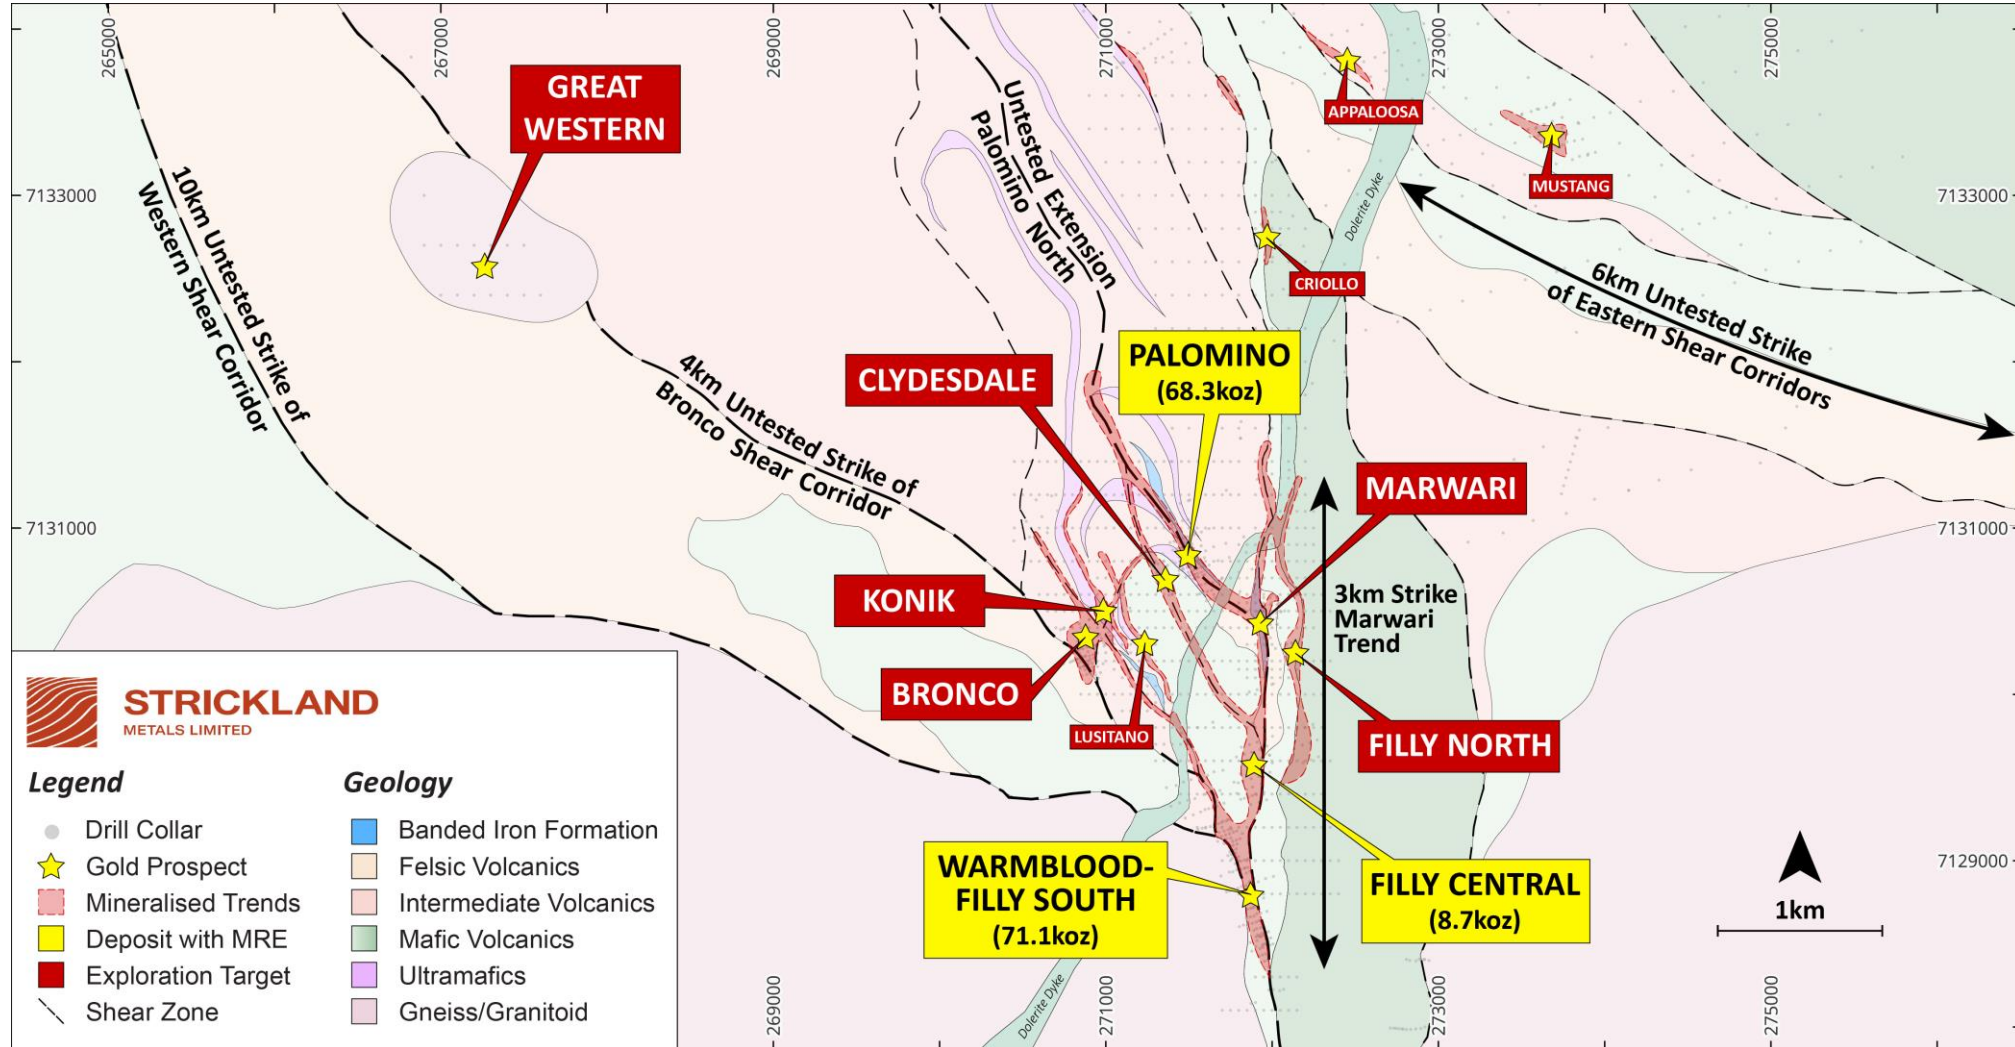 265000
267000
269000
271000
273000
275000
GREAT
WESTERN
APPALOOSA
MUSTANG
7133000
7133000
10km Untested Strike of
Western Shear Corridor
Untested Extension
Palomino North
Dolerite Dyke
CRIOLLO
6km Untested Strike
of Eastern Shear Corridors
4km Untested Strike of
Bronco Shear Corridor
CLYDESDALE
PALOMINO
(68.3koz)
MARWARI
7131000
7131000
KONIK
3km Strike
Marwari
Trend
BRONCO
LUSITANO
FILLY NORTH
WARMBLOOD-
FILLY SOUTH
(71.1koz)
FILLY CENTRAL
(8.7koz)
7129000
1km
Dolerite Dyke
269000
271000
273000
275000
STRICKLAND
METALS LIMITED
Legend
Drill Collar
Gold Prospect
Mineralised Trends
Deposit with MRE
Exploration Target
Shear Zone
Geology
Banded Iron Formation
Felsic Volcanics
Intermediate Volcanics
Mafic Volcanics
Ultramafics
Gneiss/Granitoid